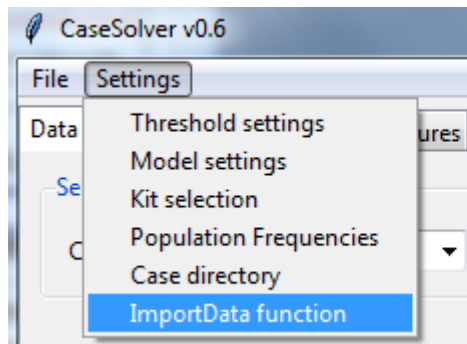 CaseSolver v0.6
File Settings
Data
Threshold settings
ures
Model settings
Se
Kit selection
Population Frequencies
C
Case directory
ImportData function